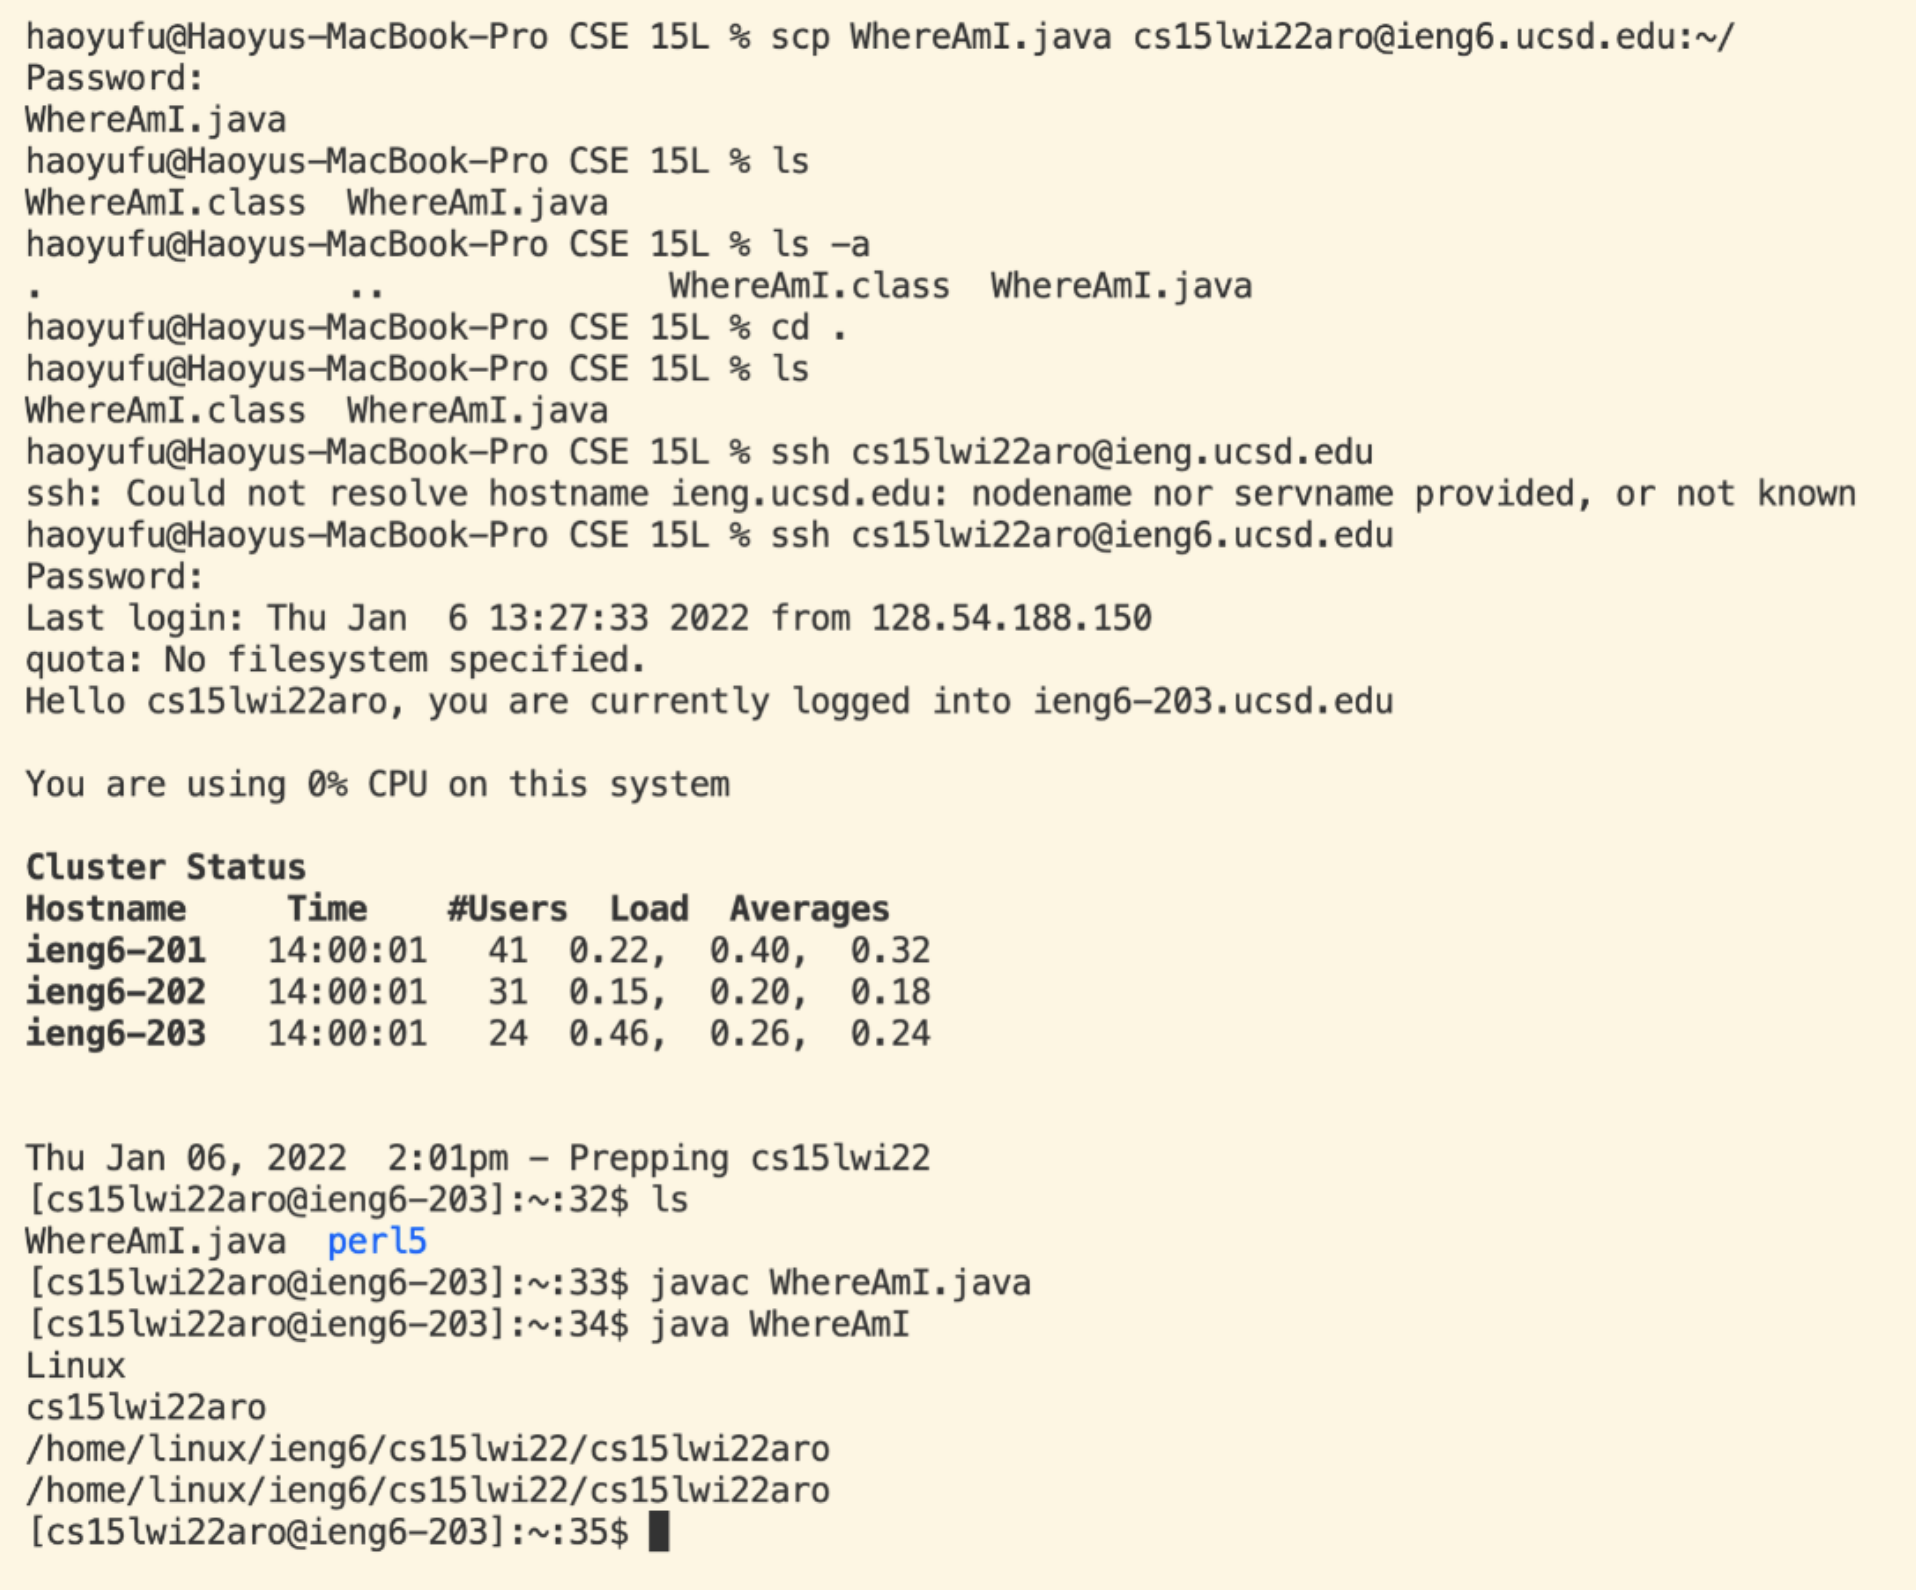 haoyufu@Haoyus-MacBook-Pro CSE 15L % scp WhereAmI.java cs15lwi22aro@ieng6.ucsd.edu:~/
Password:
WhereAmI.java
haoyufu@Haoyus-MacBook-Pro CSE 15L % ls
WhereAmI.class  WhereAmI.java
haoyufu@Haoyus-MacBook-Pro CSE 15L % ls -a
.               ..              WhereAmI.class  WhereAmI.java
haoyufu@Haoyus-MacBook-Pro CSE 15L % cd .
haoyufu@Haoyus-MacBook-Pro CSE 15L % ls
WhereAmI.class  WhereAmI.java
haoyufu@Haoyus-MacBook-Pro CSE 15L % ssh cs15lwi22aro@ieng.ucsd.edu
ssh: Could not resolve hostname ieng.ucsd.edu: nodename nor servname provided, or not known
haoyufu@Haoyus-MacBook-Pro CSE 15L % ssh cs15lwi22aro@ieng6.ucsd.edu
Password:
Last login: Thu Jan  6 13:27:33 2022 from 128.54.188.150
quota: No filesystem specified.
Hello cs15lwi22aro, you are currently logged into ieng6-203.ucsd.edu
You are using 0% CPU on this system
Cluster Status
Hostname     Time    #Users  Load  Averages
ieng6-201   14:00:01   41  0.22,  0.40,  0.32
ieng6-202   14:00:01   31  0.15,  0.20,  0.18
ieng6-203   14:00:01   24  0.46,  0.26,  0.24
Thu Jan 06, 2022  2:01pm - Prepping cs15lwi22
[cs15lwi22aro@ieng6-203]:~:32$ ls
WhereAmI.java  perl5
[cs15lwi22aro@ieng6-203]:~:33$ javac WhereAmI.java
[cs15lwi22aro@ieng6-203]:~:34$ java WhereAmI
Linux
cs15lwi22aro
/home/linux/ieng6/cs15lwi22/cs15lwi22aro
/home/linux/ieng6/cs15lwi22/cs15lwi22aro
[cs15lwi22aro@ieng6-203]:~:35$